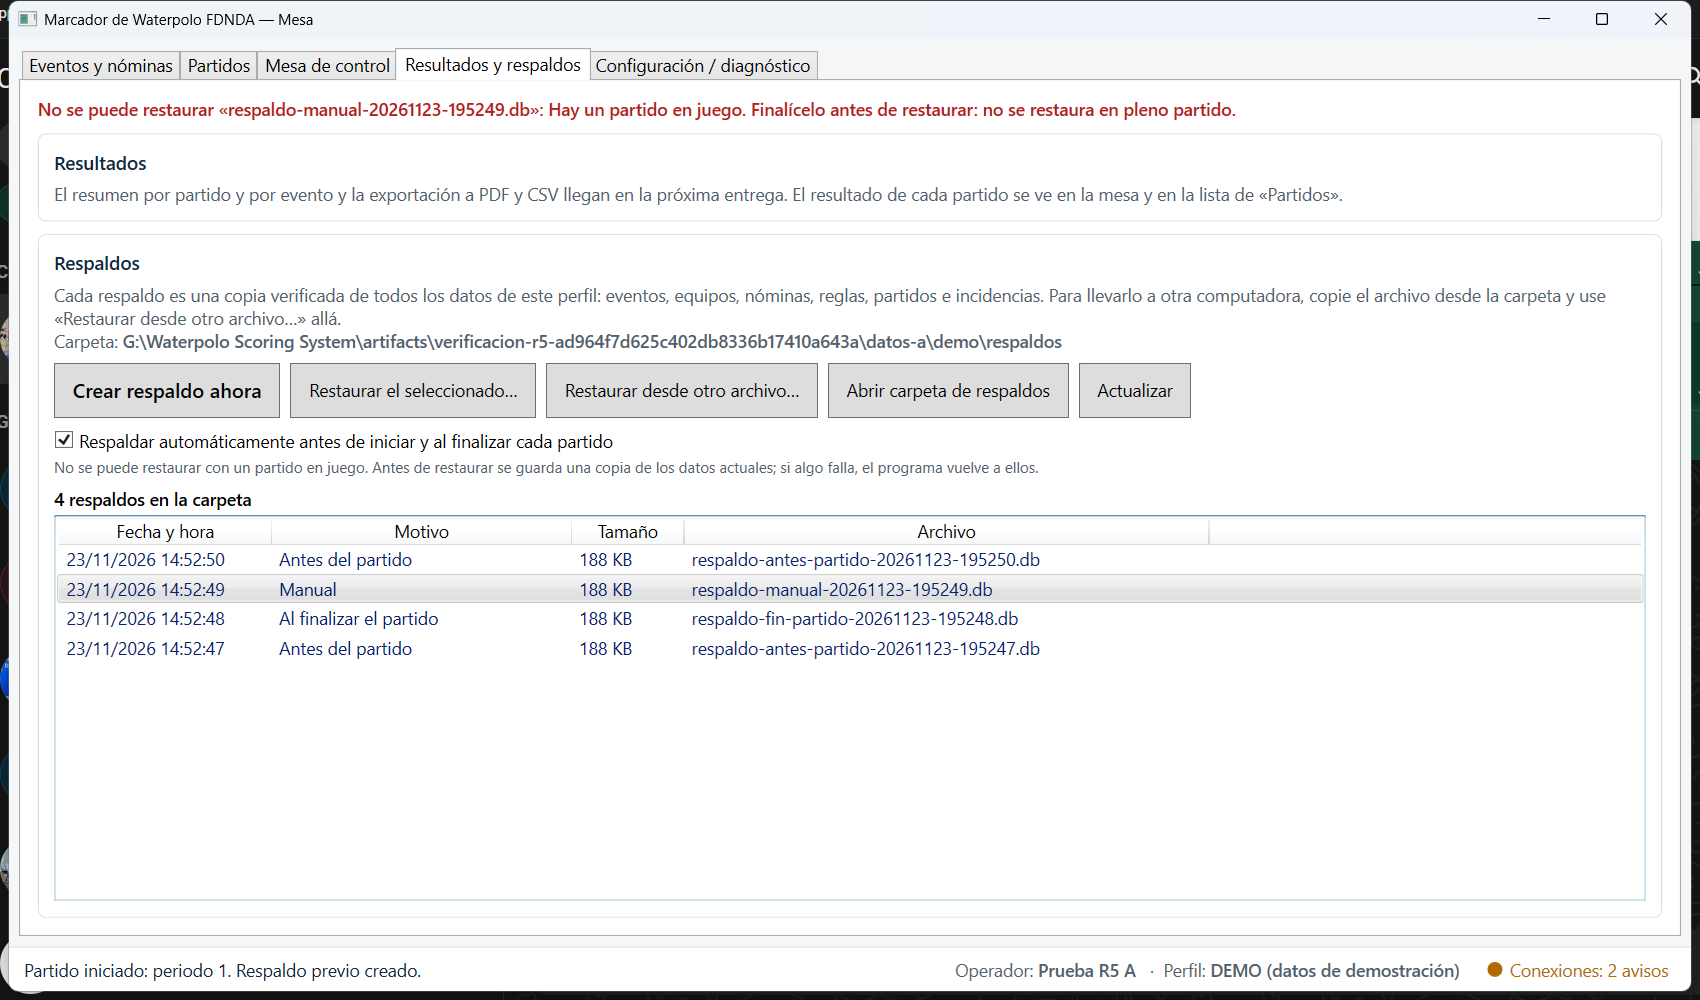 Marcador de Waterpolo FDNDA — Mesa
Eventos y nóminas
Partidos
Mesa de control
Resultados y respaldos
Configuración / diagnóstico
No se puede restaurar «respaldo-manual-20261123-195249.db»: Hay un partido en juego. Finalícelo antes de restaurar: no se restaura en pleno partido.
Resultados
El resumen por partido y por evento y la exportación a PDF y CSV llegan en la próxima entrega. El resultado de cada partido se ve en la mesa y en la lista de «Partidos».
Respaldos
Cada respaldo es una copia verificada de todos los datos de este perfil: eventos, equipos, nóminas, reglas, partidos e incidencias. Para llevarlo a otra computadora, copie el archivo desde la carpeta y use
«Restaurar desde otro archivo...» allá.
Carpeta: G:\Waterpolo Scoring System\artifacts\verificacion-r5-ad964f7d625c402db8336b17410a643a\datos-a\demo\respaldos
Crear respaldo ahora
Restaurar el seleccionado...
Restaurar desde otro archivo...
Abrir carpeta de respaldos
Actualizar
Respaldar automáticamente antes de iniciar y al finalizar cada partido
No se puede restaurar con un partido en juego. Antes de restaurar se guarda una copia de los datos actuales; si algo falla, el programa vuelve a ellos.
4 respaldos en la carpeta
Fecha y hora Motivo Tamaño Archivo
23/11/2026 14:52:50 Antes del partido 188 KB respaldo-antes-partido-20261123-195250.db
23/11/2026 14:52:49 Manual 188 KB respaldo-manual-20261123-195249.db
23/11/2026 14:52:48 Al finalizar el partido 188 KB respaldo-fin-partido-20261123-195248.db
23/11/2026 14:52:47 Antes del partido 188 KB respaldo-antes-partido-20261123-195247.db
Partido iniciado: periodo 1. Respaldo previo creado.
Operador: Prueba R5 A · Perfil: DEMO (datos de demostración)
Conexiones: 2 avisos